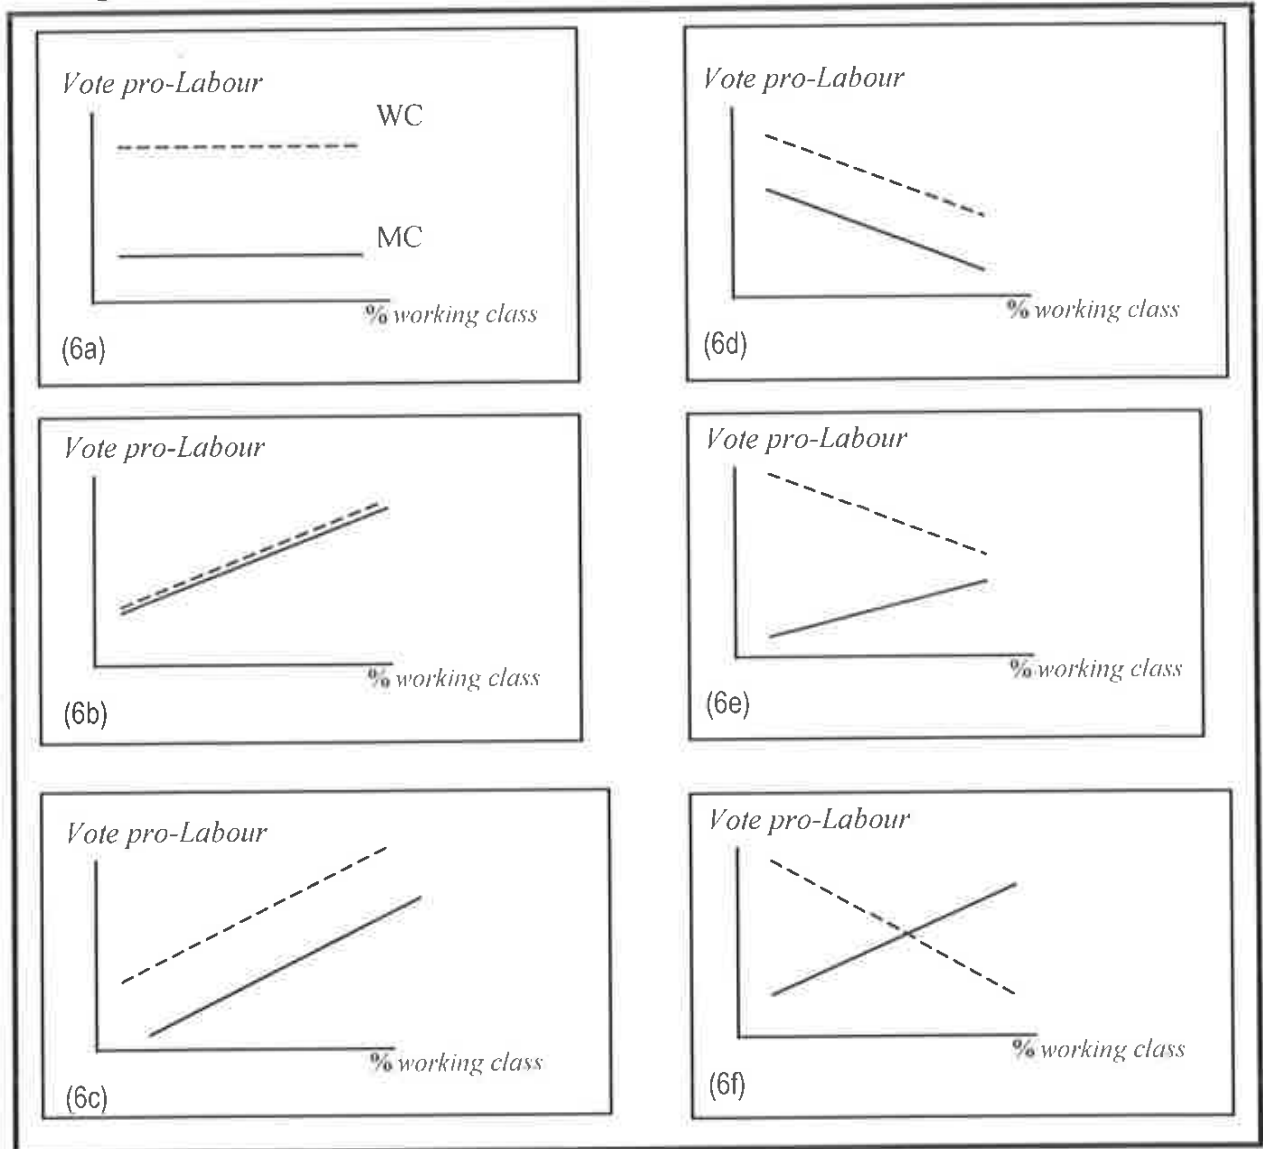 Vote pro-Labour
WC
MC
% working class
(6a)
Vote pro-Labour
% working class
(6b)
Vote pro-Labour
% working class
(6c)
Vote pro-Labour
% working class
(6d)
Vote pro-Labour
% working class
(6e)
Vote pro-Labour
% working class
(6f)